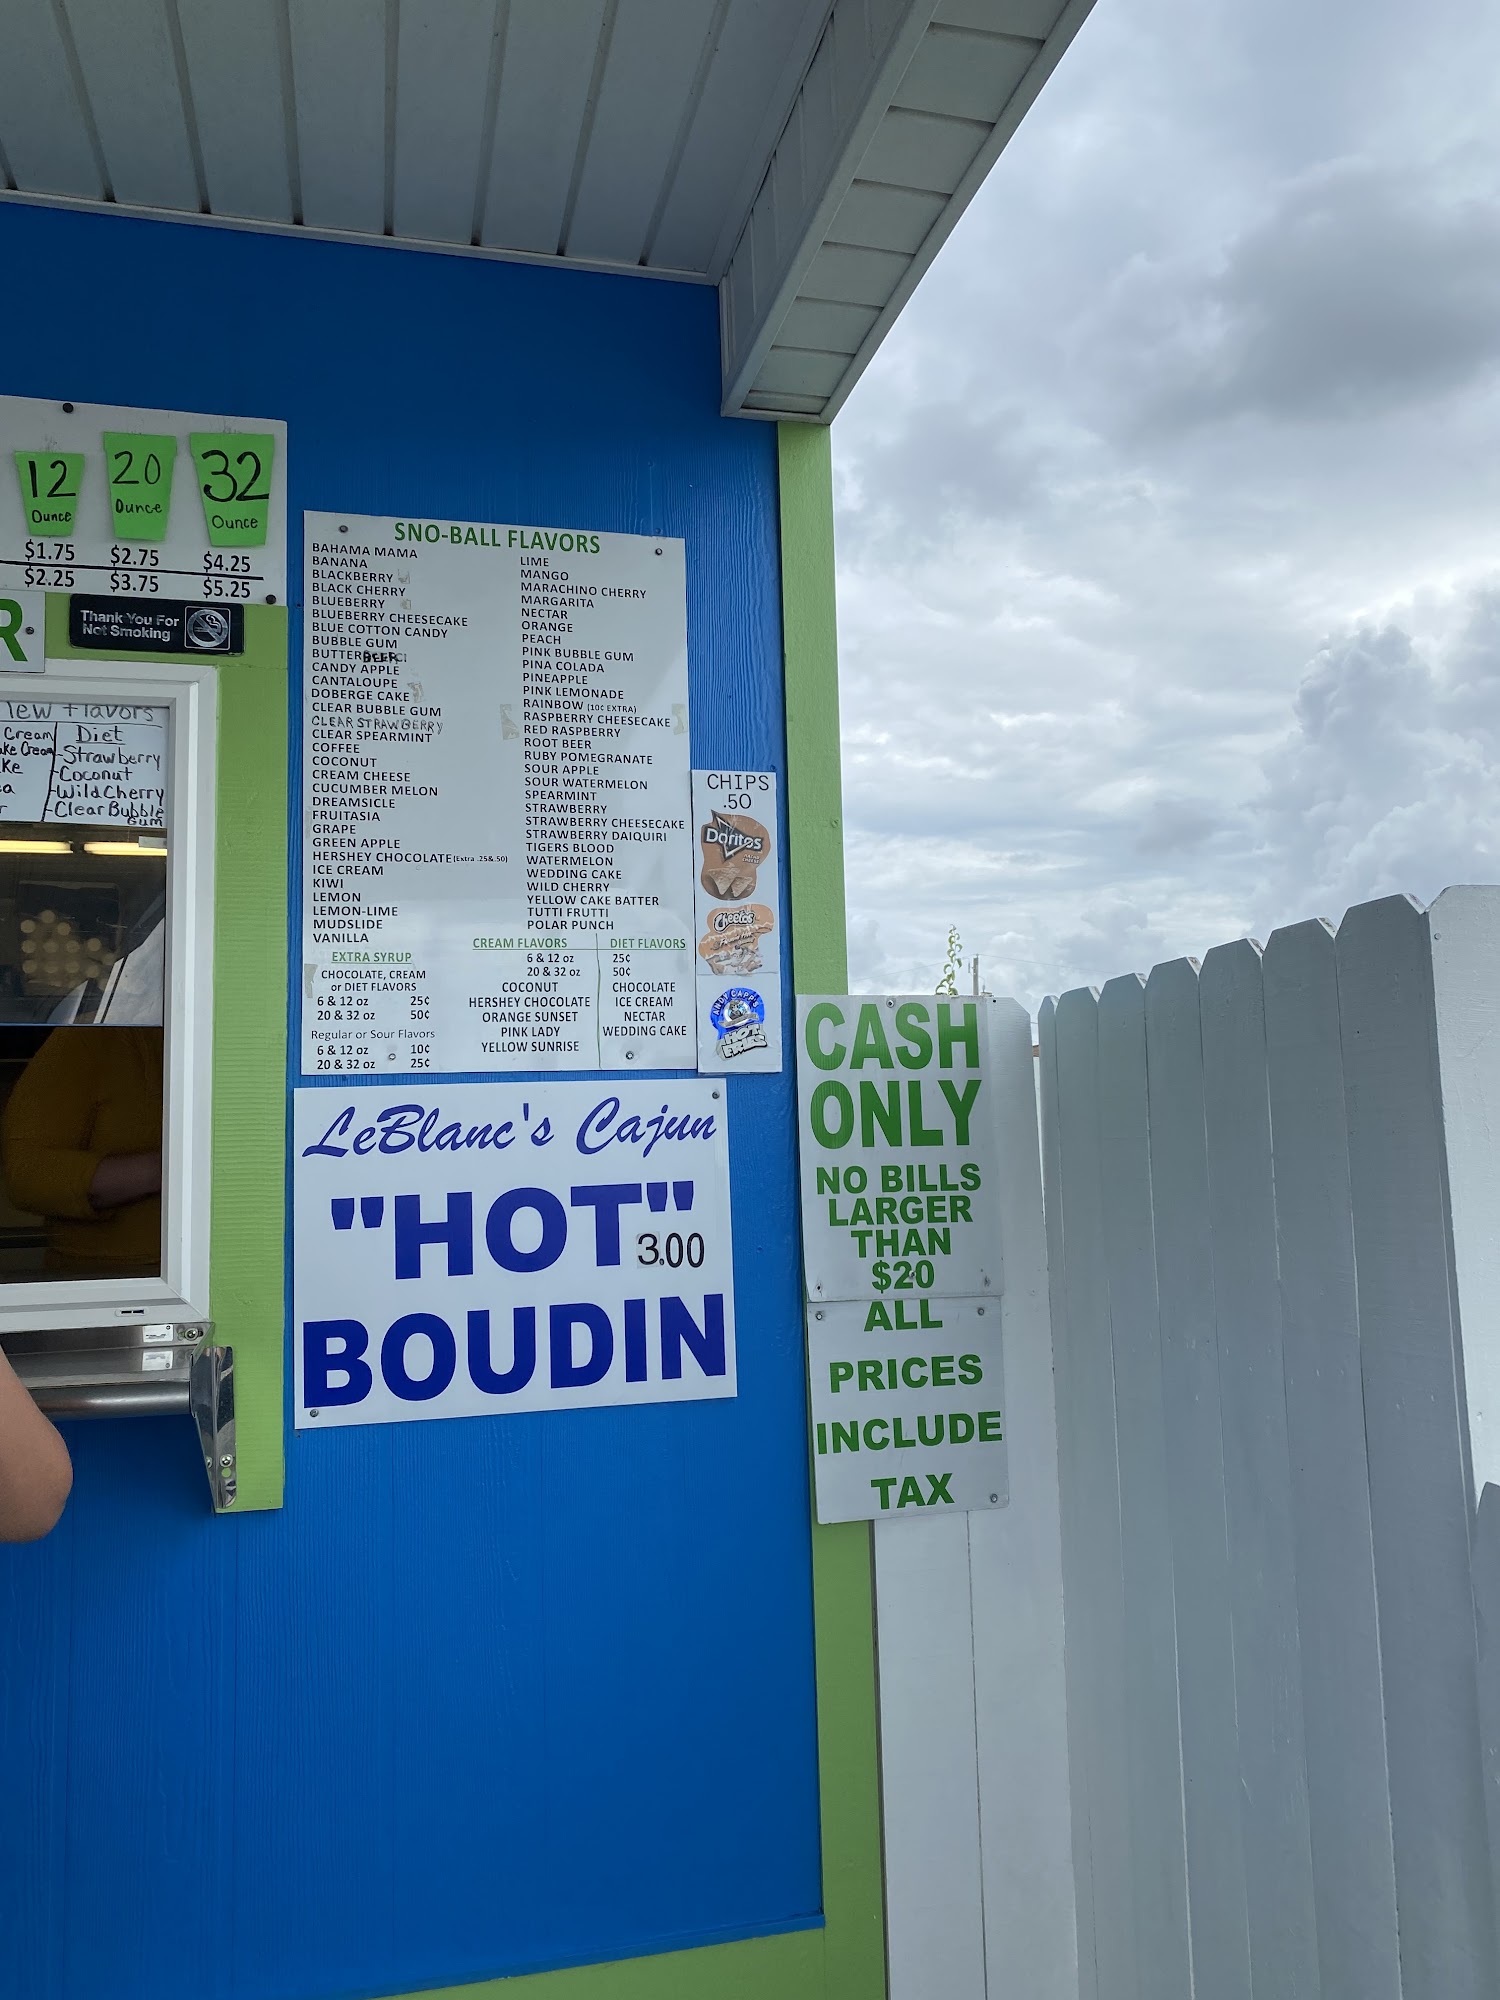 12
Ounce
20
Ounce
32
Ounce
$1.75 $2.75 $4.25
$2.25 $3.75 $5.25
Thank You For
Not Smoking
R
New Flavors
Cream
Diet
-Strawberry
-Coconut
-Wild Cherry
-Clear Bubble
Gum
SNO-BALL FLAVORS
BAHAMA MAMA
BANANA
BLACKBERRY
BLACK CHERRY
BLUEBERRY
BLUEBERRY CHEESECAKE
BLUE COTTON CANDY
BUBBLE GUM
BUTTERBEER
CANDY APPLE
CANTALOUPE
DOBERGE CAKE
CLEAR BUBBLE GUM
CLEAR STRAWBERRY
CLEAR SPEARMINT
COFFEE
COCONUT
CREAM CHEESE
CUCUMBER MELON
DREAMSICLE
FRUITASIA
GRAPE
GREEN APPLE
HERSHEY CHOCOLATE (Extra .25&.50)
ICE CREAM
KIWI
LEMON
LEMON-LIME
MUDSLIDE
VANILLA
LIME
MANGO
MARACHINO CHERRY
MARGARITA
NECTAR
ORANGE
PEACH
PINK BUBBLE GUM
PINA COLADA
PINEAPPLE
PINK LEMONADE
RAINBOW (10¢ EXTRA)
RASPBERRY CHEESECAKE
RED RASPBERRY
ROOT BEER
RUBY POMEGRANATE
SOUR APPLE
SOUR WATERMELON
SPEARMINT
STRAWBERRY
STRAWBERRY CHEESECAKE
STRAWBERRY DAIQUIRI
TIGERS BLOOD
WATERMELON
WEDDING CAKE
WILD CHERRY
YELLOW CAKE BATTER
TUTTI FRUTTI
POLAR PUNCH
EXTRA SYRUP
CHOCOLATE, CREAM
or DIET FLAVORS
6 & 12 oz 25¢
20 & 32 oz 50¢
Regular or Sour Flavors
6 & 12 oz 10¢
20 & 32 oz 25¢
CREAM FLAVORS DIET FLAVORS
6 & 12 oz 25¢
20 & 32 oz 50¢
COCONUT
HERSHEY CHOCOLATE
ORANGE SUNSET
PINK LADY
YELLOW SUNRISE
CHOCOLATE
ICE CREAM
NECTAR
WEDDING CAKE
CHIPS
.50
Doritos
NACHO
CHEESE
Cheetos
ANDY CAPP'S
HOT
FRIES
LeBlanc's Cajun
"HOT"
3.00
BOUDIN
CASH
ONLY
NO BILLS
LARGER
THAN
$20
ALL
PRICES
INCLUDE
TAX